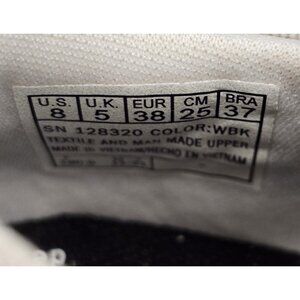 U.S. U.K. EUR CM BRA
8 5 38 25 37
SN 128320 COLOR:WBK
TEXTILE AND MAN MADE UPPER
MADE IN VIETNAM/HECHO EN VIETNAM